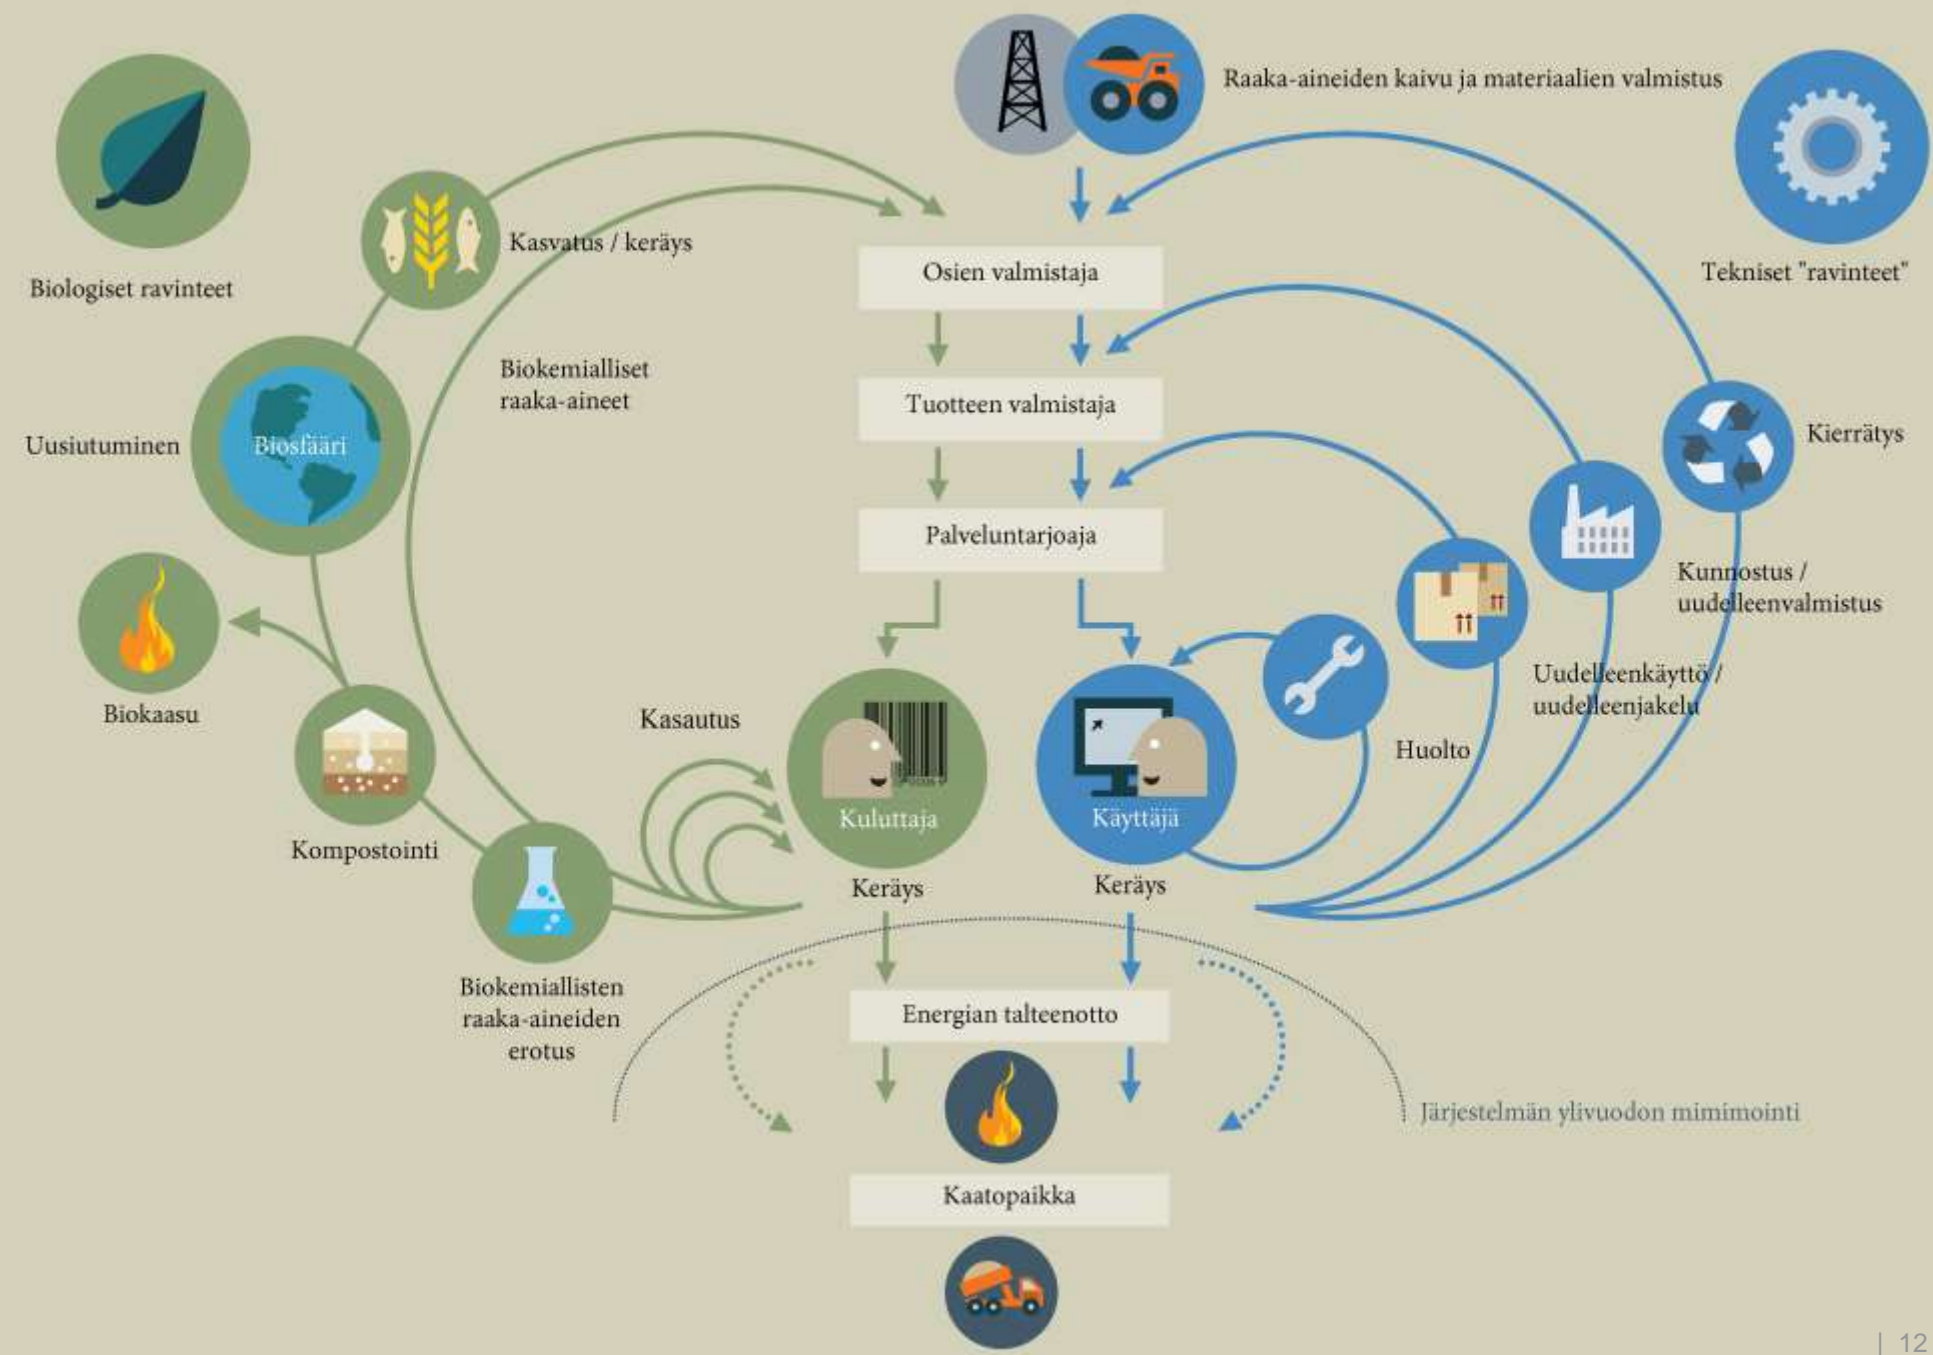 Raaka-aineiden kaivu ja materiaalien valmistus
Biologiset ravinteet
Tekniset "ravinteet"
Kasvatus / keräys
Osien valmistaja
Biokemialliset
raaka-aineet
Tuotteen valmistaja
Uusiutuminen
Biosfääri
Kierrätys
Palveluntarjoaja
Kunnostus /
uudelleenvalmistus
Uudelleenkäyttö /
uudelleenjakelu
Biokaasu
Kasautus
Huolto
Kuluttaja
Käyttäjä
Kompostointi
Keräys
Keräys
Biokemiallisten
raaka-aineiden
erotus
Energian talteenotto
Järjestelmän ylivuodon mimimointi
Kaatopaikka
| 12